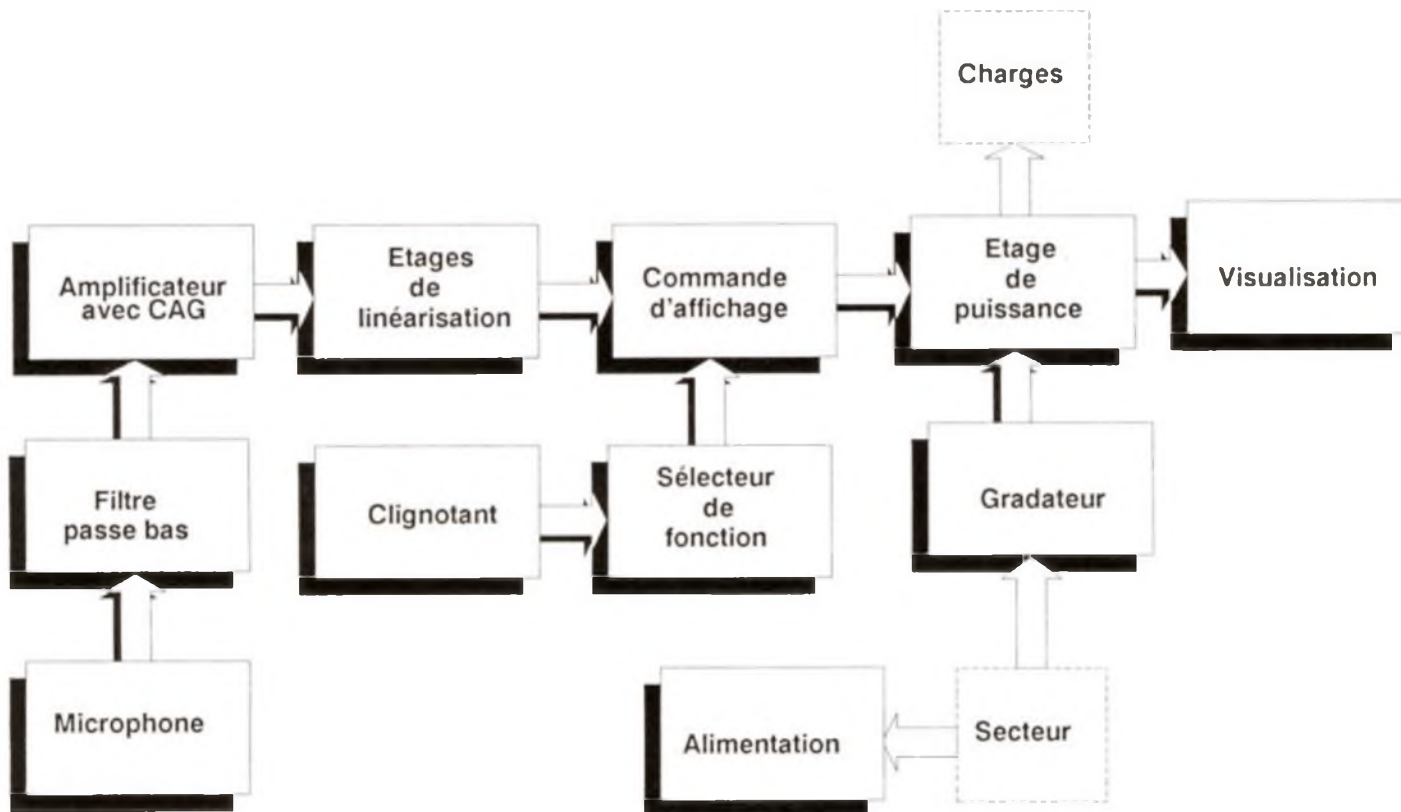 Charges
Amplificateur
avec CAG
Etages
de
linéarisation
Commande
d'affichage
Etage
de
puissance
Visualisation
Filtre
passe bas
Clignotant
Sélecteur
de
fonction
Gradateur
Microphone
Alimentation
Secteur